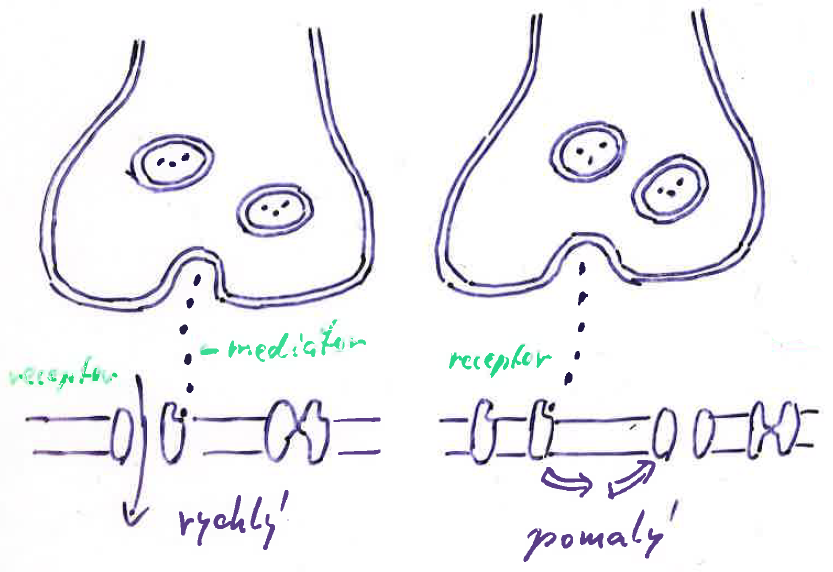 - mediátor
receptor
receptor
rychlý
pomalý